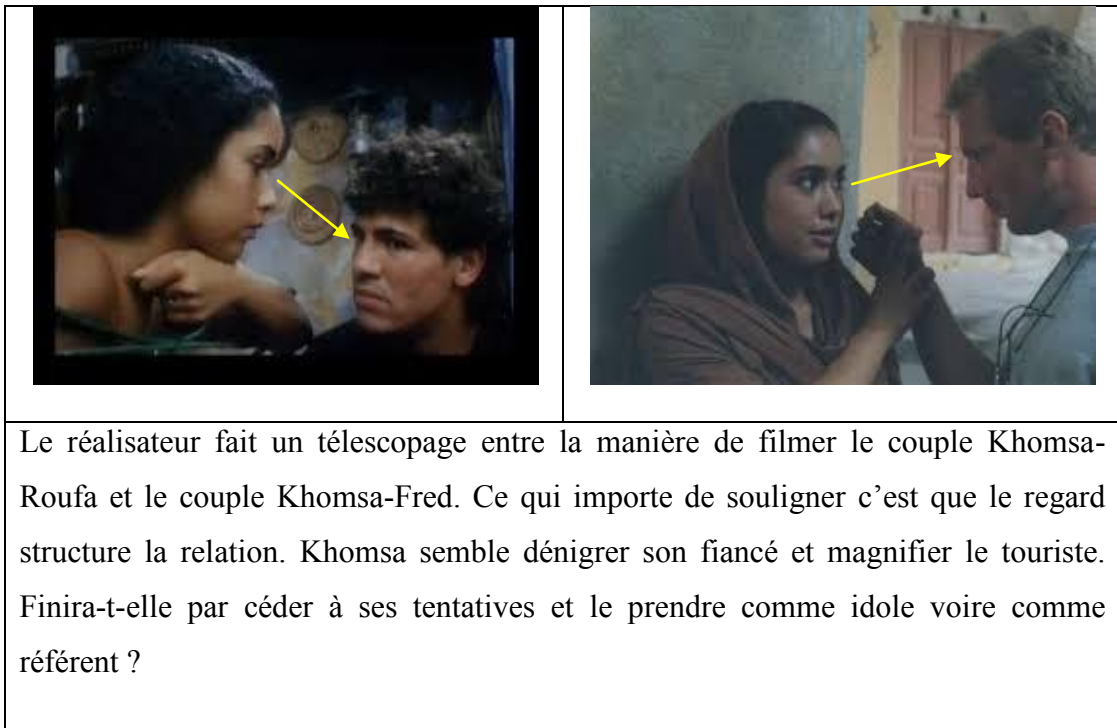 Le réalisateur fait un télescopage entre la manière de filmer le couple Khomsa-
Roufa et le couple Khomsa-Fred. Ce qui importe de souligner c’est que le regard
structure la relation. Khomsa semble dénigrer son fiancé et magnifier le touriste.
Finira-t-elle par céder à ses tentatives et le prendre comme idole voire comme
référent ?